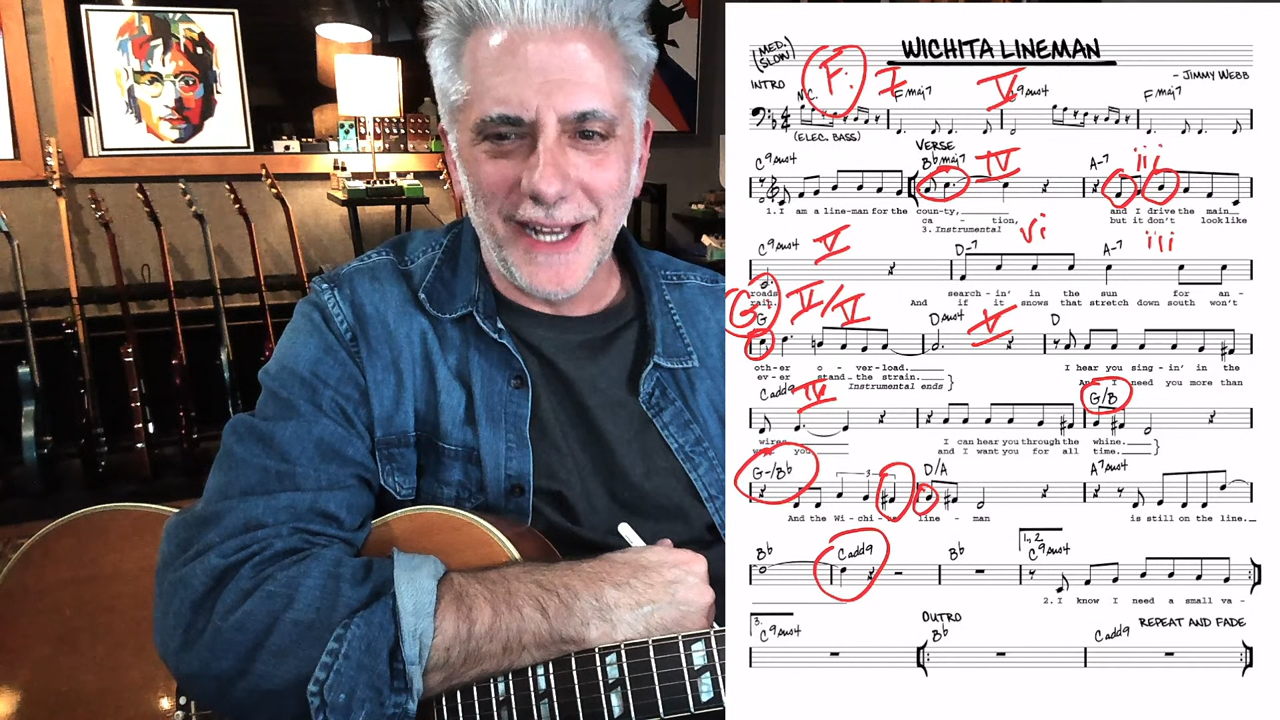 WICHITA LINEMAN
(MED. SLOW)
- JIMMY WEBB
INTRO N.C. F. Fmaj7 I V C9sus4 Fmaj7
(ELEC. BASS)
VERSE
C9sus4 Bbmaj7 IV A-7 iii
1. I am a line-man for the coun-ty, and I drive the main
ca - tion, but it don't look like
3. Instrumental
C9sus4 V D-7 vi A-7 iii
roads search-in' in the sun for an-
rain. And if it snows that stretch down south won't
G G V/V Dsus4 V D
oth-er o - ver-load. I hear you sing-in' in the
ev-er stand the strain. And I need you more than
Instrumental ends }
Cadd9 IV G/B
wires I can hear you through the whine.
want you and I want you for all time. }
G-/Bb 3 D/A A7sus4
And the Wi-chi-ta line - man is still on the line.
Bb Cadd9 Bb 1, 2 C9sus4
2. I know I need a small va-
3. C9sus4 OUTRO Bb Cadd9 REPEAT AND FADE